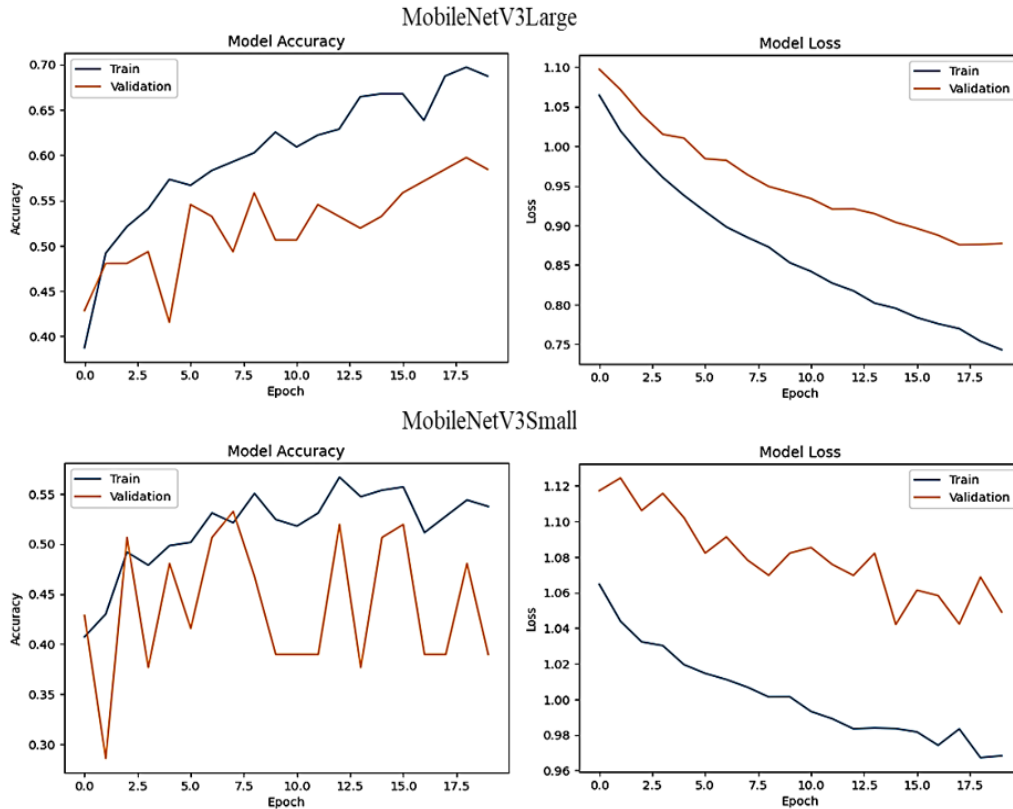 MobileNetV3Large
Model Accuracy
Train
Validation
0.70
0.65
0.60
0.55
0.50
0.45
0.40
Accuracy
0.0 2.5 5.0 7.5 10.0 12.5 15.0 17.5
Epoch
Model Loss
Train
Validation
1.10
1.05
1.00
0.95
0.90
0.85
0.80
0.75
Loss
0.0 2.5 5.0 7.5 10.0 12.5 15.0 17.5
Epoch
MobileNetV3Small
Model Accuracy
Train
Validation
0.55
0.50
0.45
0.40
0.35
0.30
Accuracy
0.0 2.5 5.0 7.5 10.0 12.5 15.0 17.5
Epoch
Model Loss
Train
Validation
1.12
1.10
1.08
1.06
1.04
1.02
1.00
0.98
0.96
Loss
0.0 2.5 5.0 7.5 10.0 12.5 15.0 17.5
Epoch